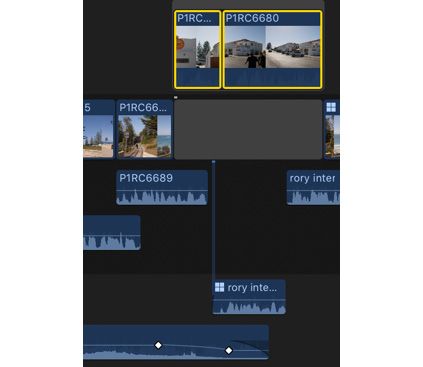 P1RC...
P1RC6680
5
P1RC66...
P1RC6689
rory inter
rory inte...